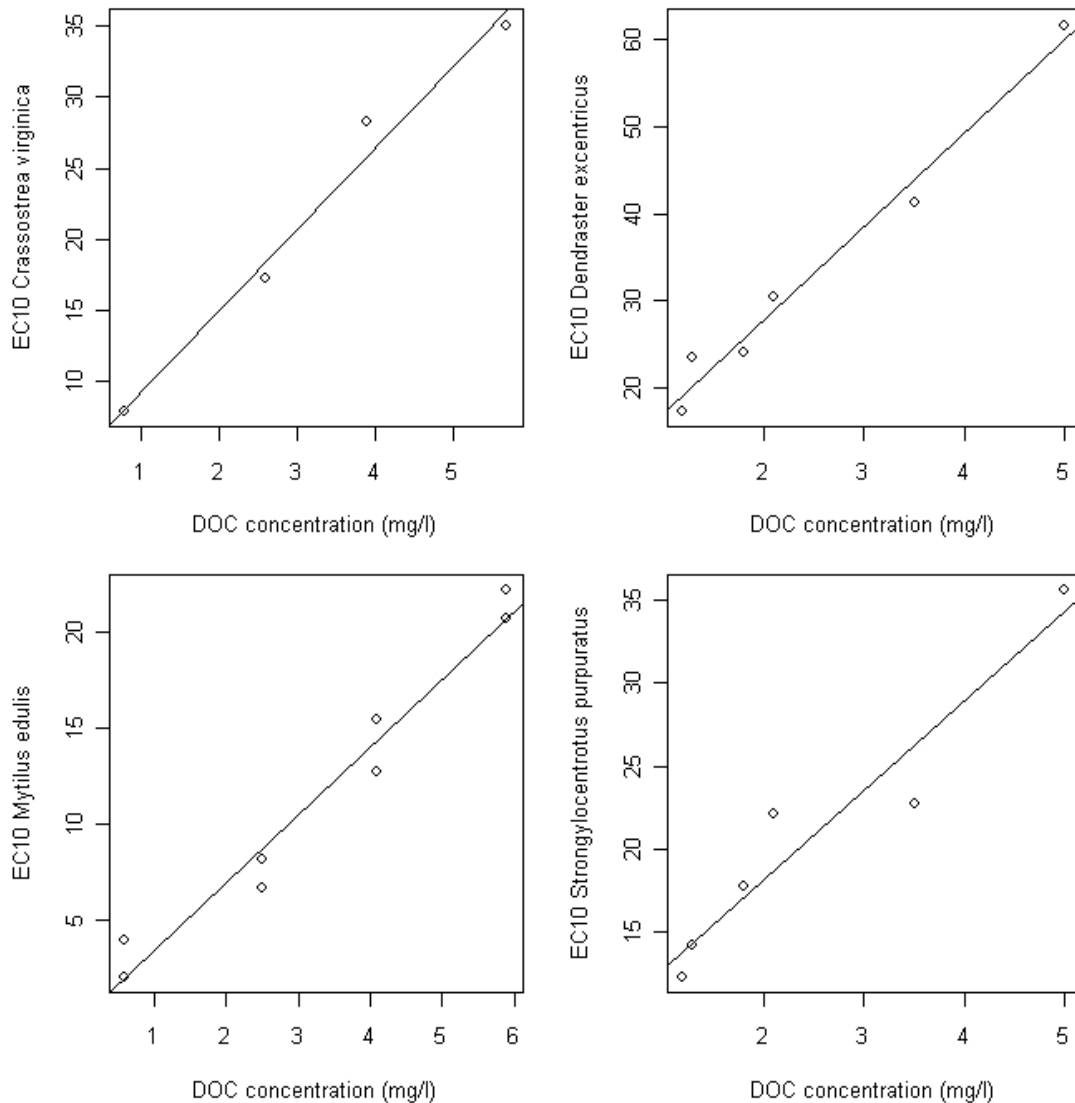 EC10 Crassostrea virginica
35
30
25
20
15
10
1 2 3 4 5
DOC concentration (mg/l)
EC10 Dendraster excentricus
60
50
40
30
20
2 3 4 5
DOC concentration (mg/l)
EC10 Mytilus edulis
20
15
10
5
1 2 3 4 5 6
DOC concentration (mg/l)
EC10 Strongylocentrotus purpuratus
35
30
25
20
15
2 3 4 5
DOC concentration (mg/l)